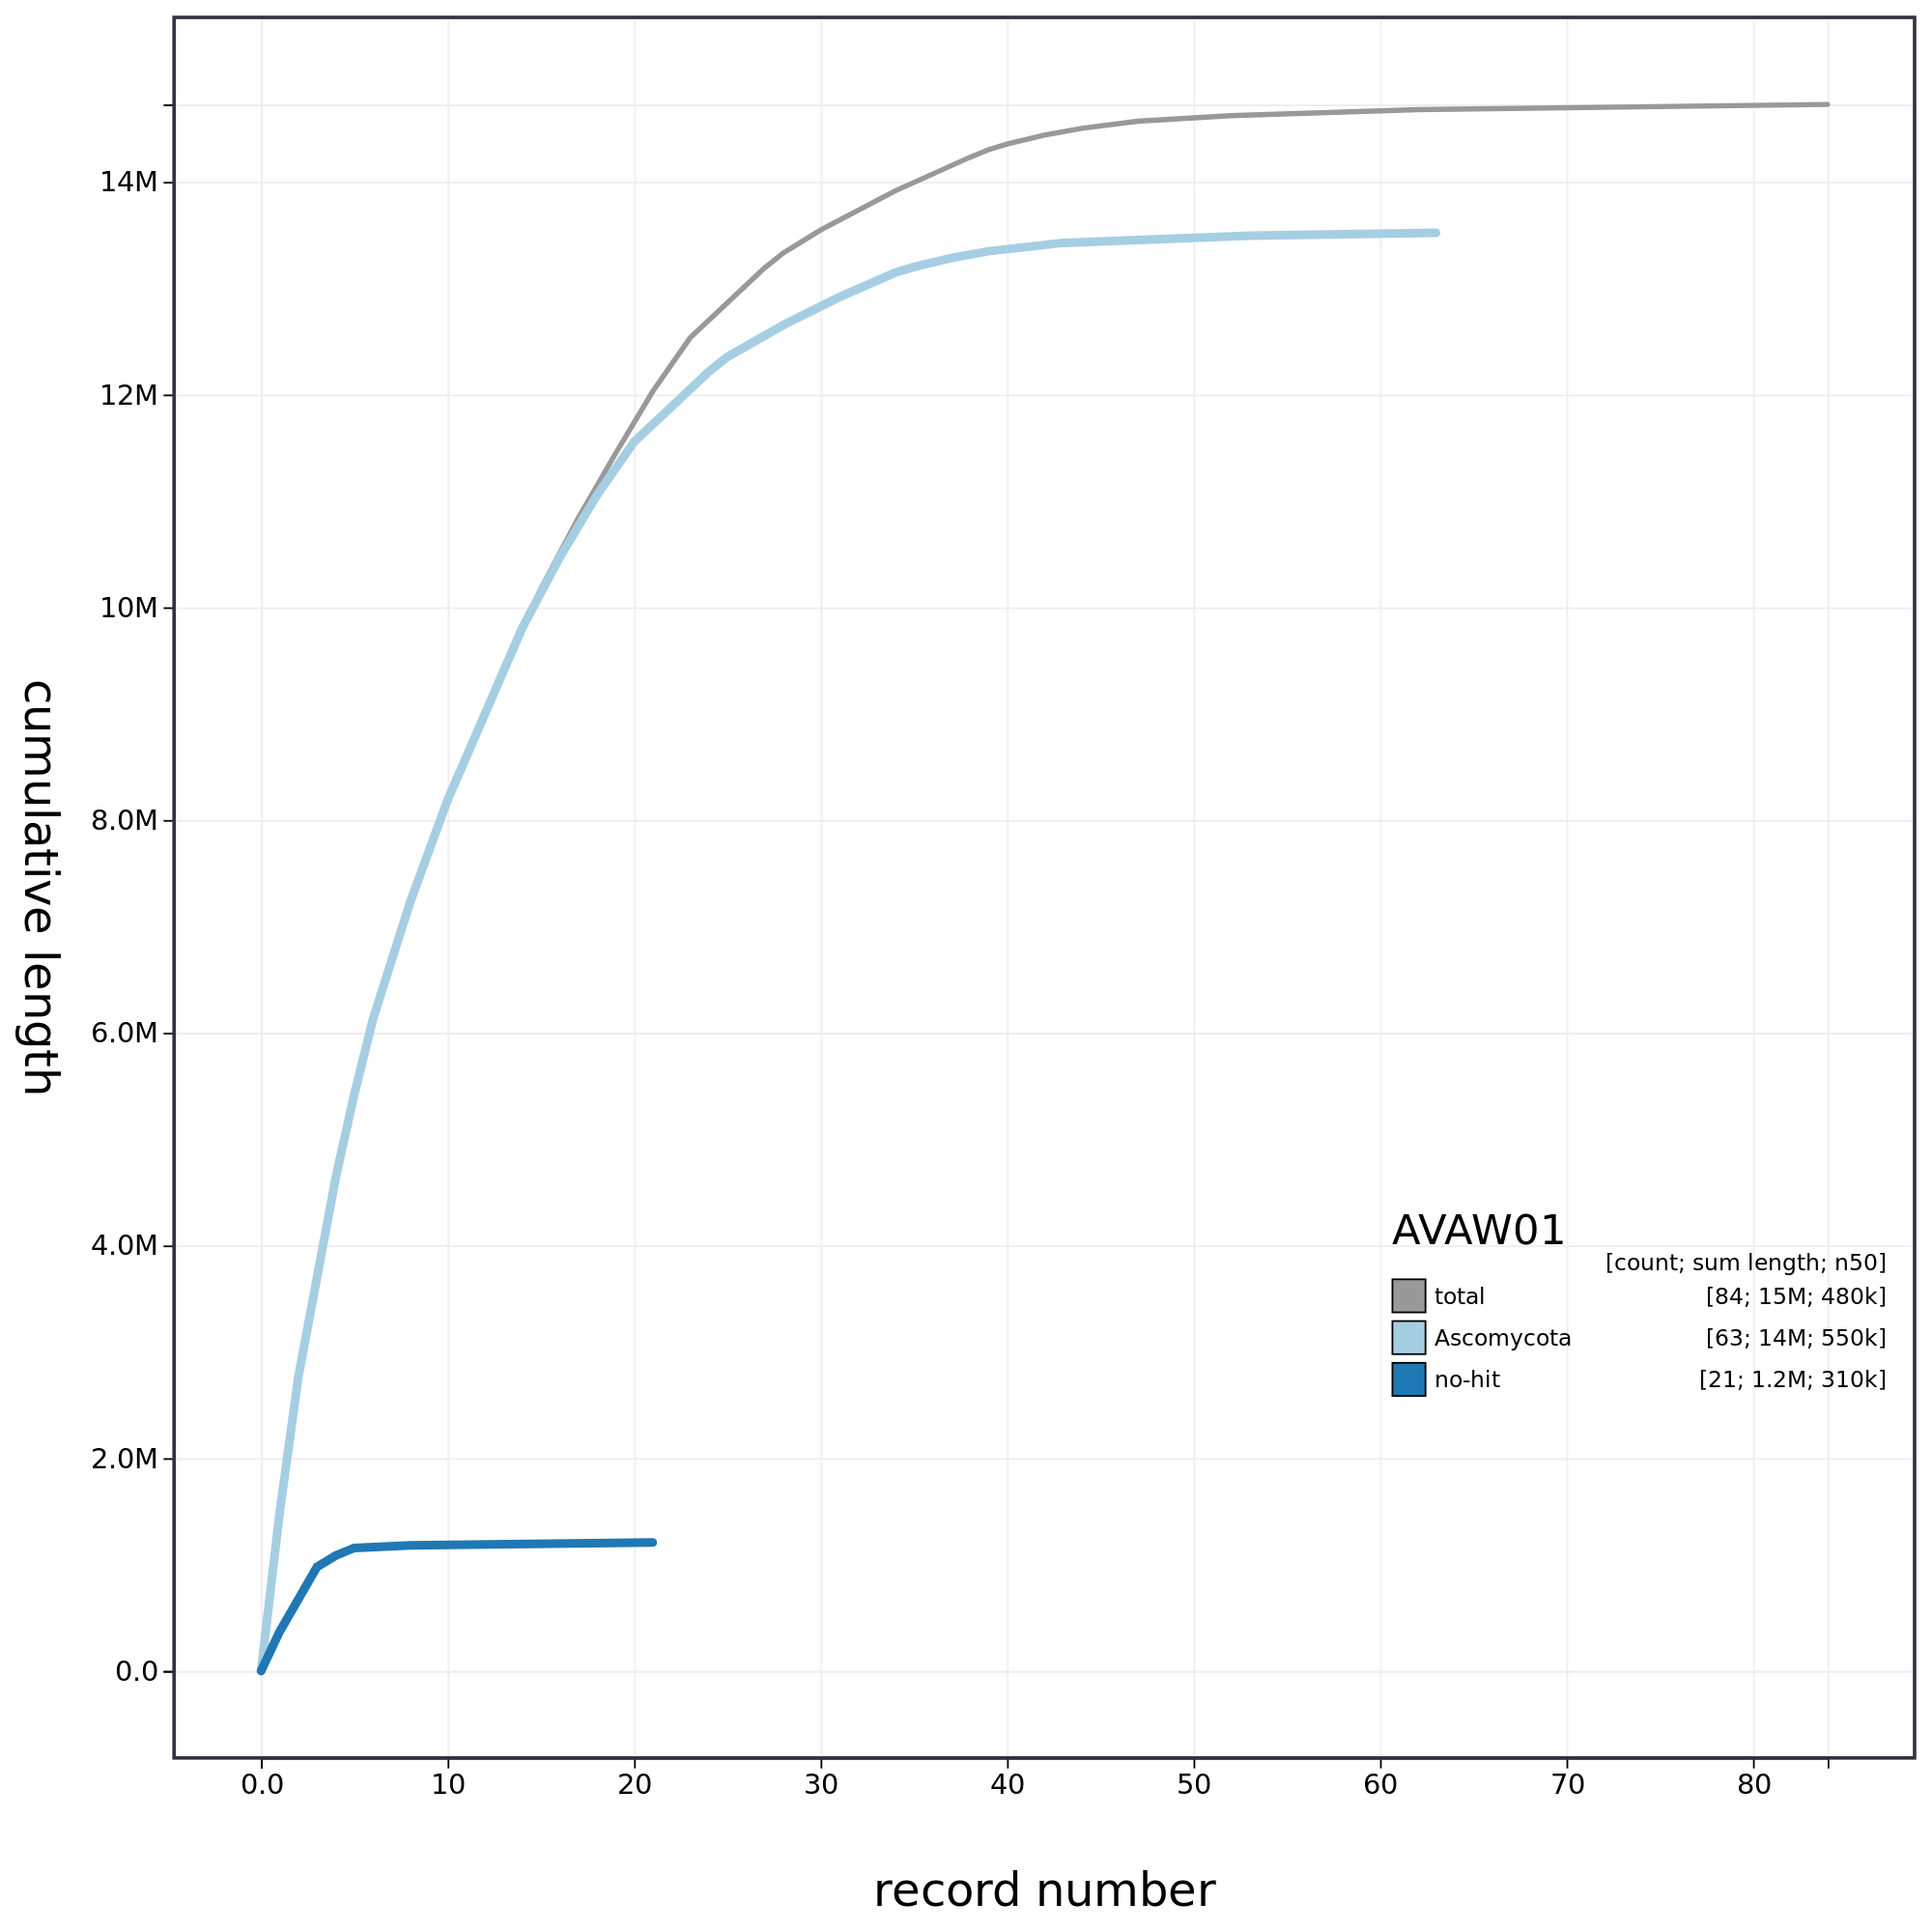 cumulative length
14M
12M
10M
8.0M
6.0M
4.0M
2.0M
0.0
AVAW01
[count; sum length; n50]
total [84; 15M; 480k]
Ascomycota [63; 14M; 550k]
no-hit [21; 1.2M; 310k]
0.0 10 20 30 40 50 60 70 80
record number